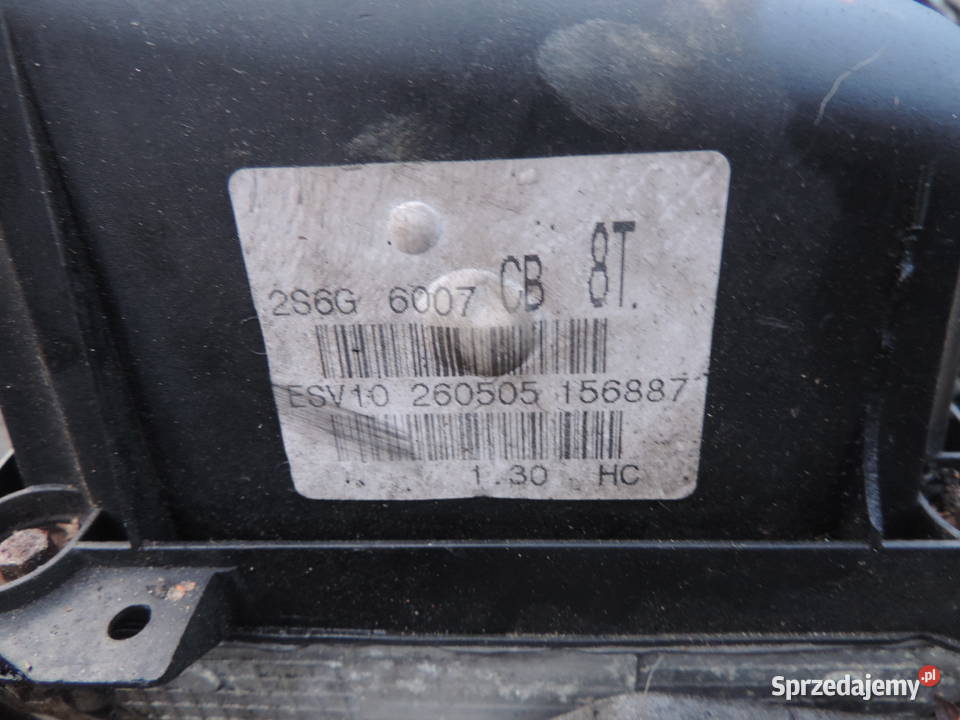 2S6G 6007 CB 8T.
ESV10 260505 156887
1.30 HC
Sprzedajemy.pl